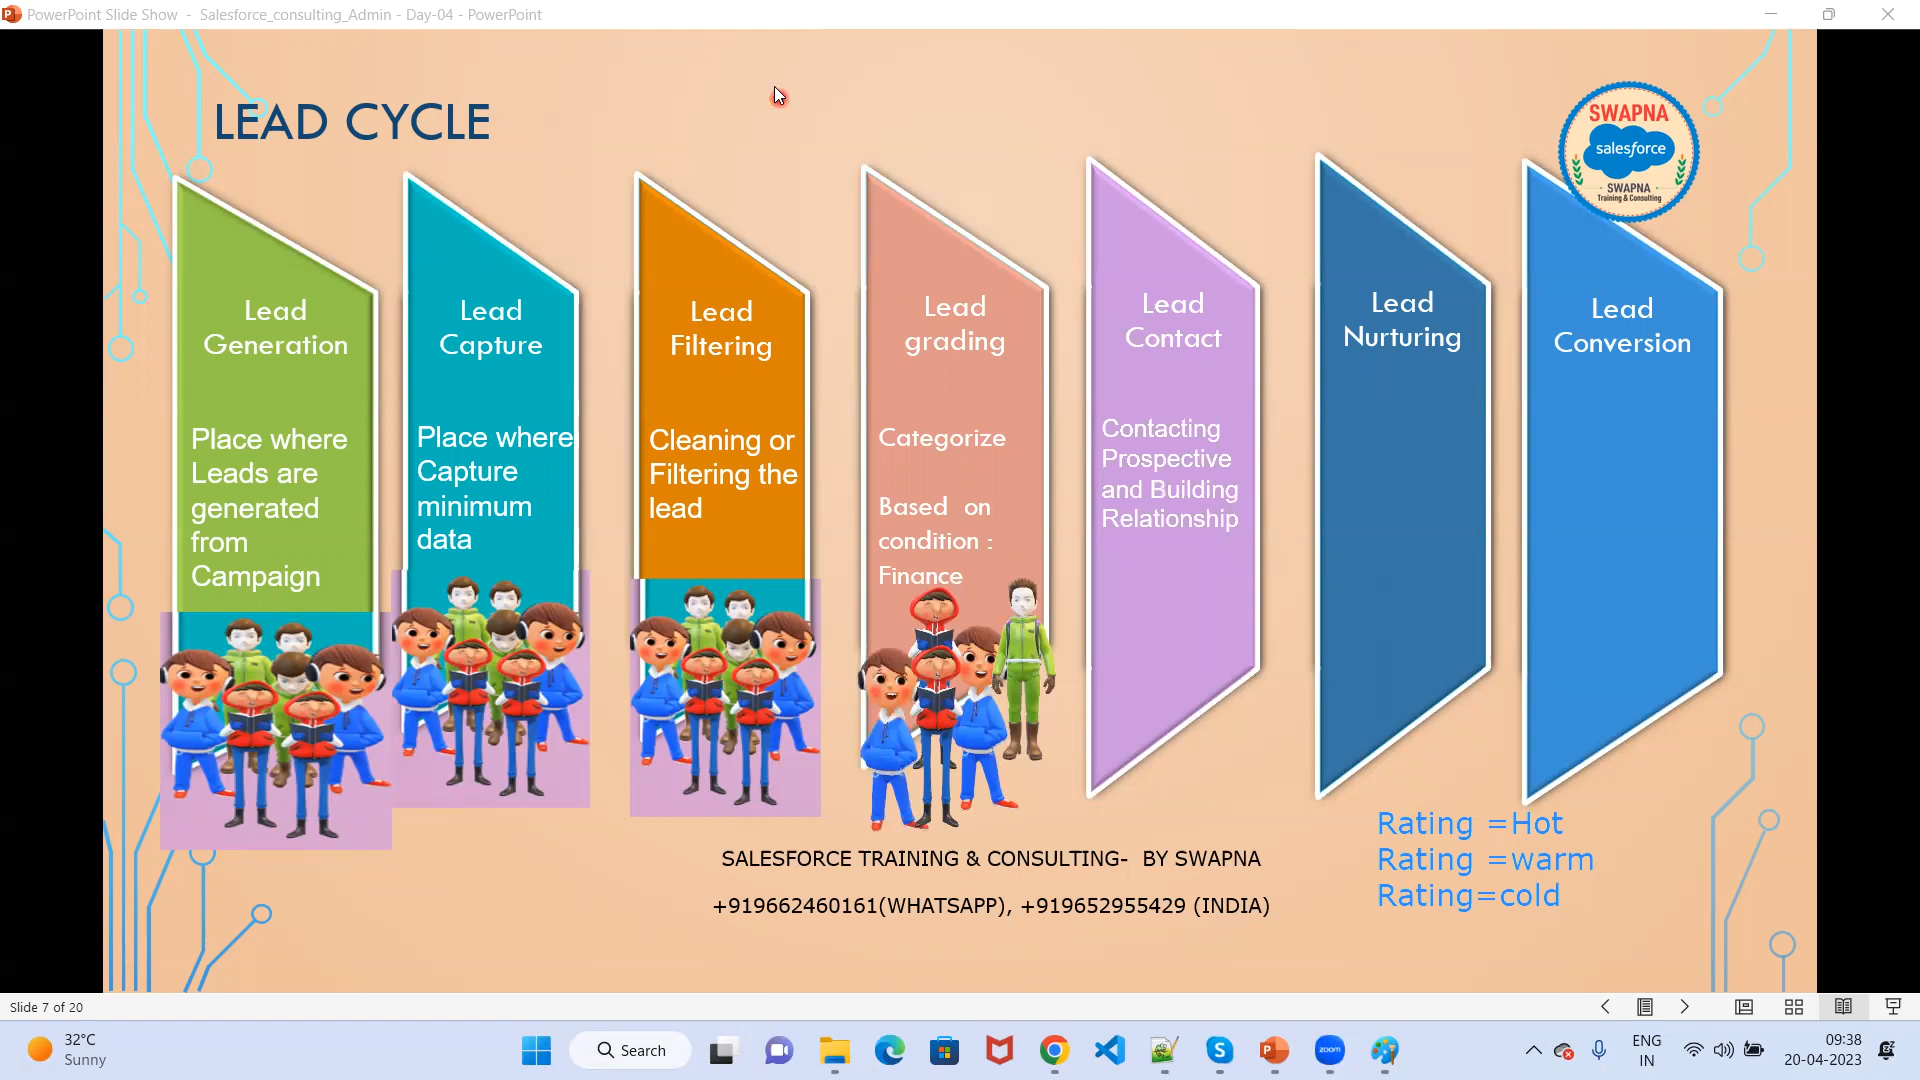 PowerPoint Slide Show - Salesforce_consulting_Admin - Day-04 - PowerPoint
LEAD CYCLE
SWAPNA
salesforce
SWAPNA
Training & Consulting
Lead
Generation
Place where
Leads are
generated
from
Campaign
Lead
Capture
Place where
Capture
minimum
data
Lead
Filtering
Cleaning or
Filtering the
lead
Lead
grading
Categorize
Based on
condition :
Finance
Lead
Contact
Contacting
Prospective
and Building
Relationship
Lead
Nurturing
Lead
Conversion
Rating =Hot
Rating =warm
Rating=cold
SALESFORCE TRAINING & CONSULTING- BY SWAPNA
+919662460161(WHATSAPP), +919652955429 (INDIA)
Slide 7 of 20
32°C
Sunny
Search
zoom
ENG
IN
09:38
20-04-2023